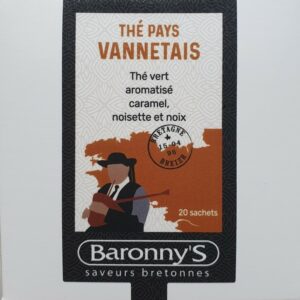 THÉ PAYS
VANNETAIS
Thé vert
aromatisé
caramel,
noisette et noix
BRETAGNE
15-04
96
BREIZH
20 sachets
Baronny'S
saveurs bretonnes